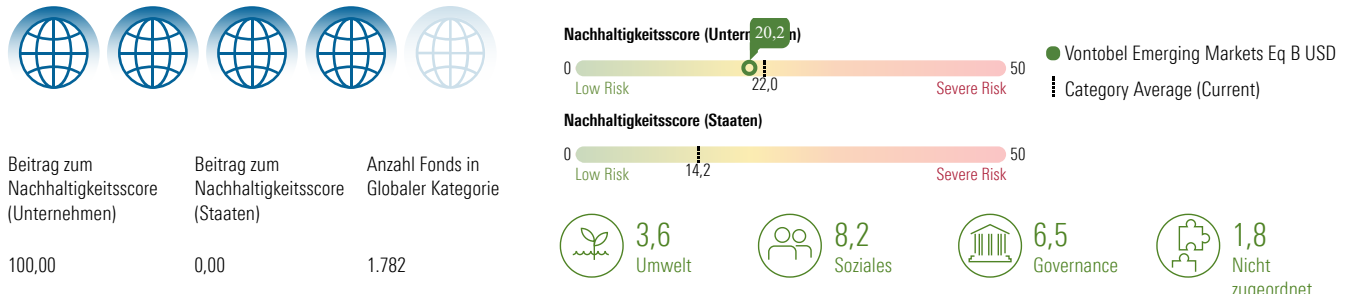 Beitrag zum
Nachhaltigkeitsscore
(Unternehmen)
100,00
Beitrag zum
Nachhaltigkeitsscore
(Staaten)
0,00
Anzahl Fonds in
Globaler Kategorie
1.782
Nachhaltigkeitsscore (Unter n)
20,2
0
50
Low Risk
22,0
Severe Risk
Nachhaltigkeitsscore (Staaten)
0
50
Low Risk
14,2
Severe Risk
Vontobel Emerging Markets Eq B USD
Category Average (Current)
3,6
Umwelt
8,2
Soziales
6,5
Governance
1,8
Nicht
zugeordnet